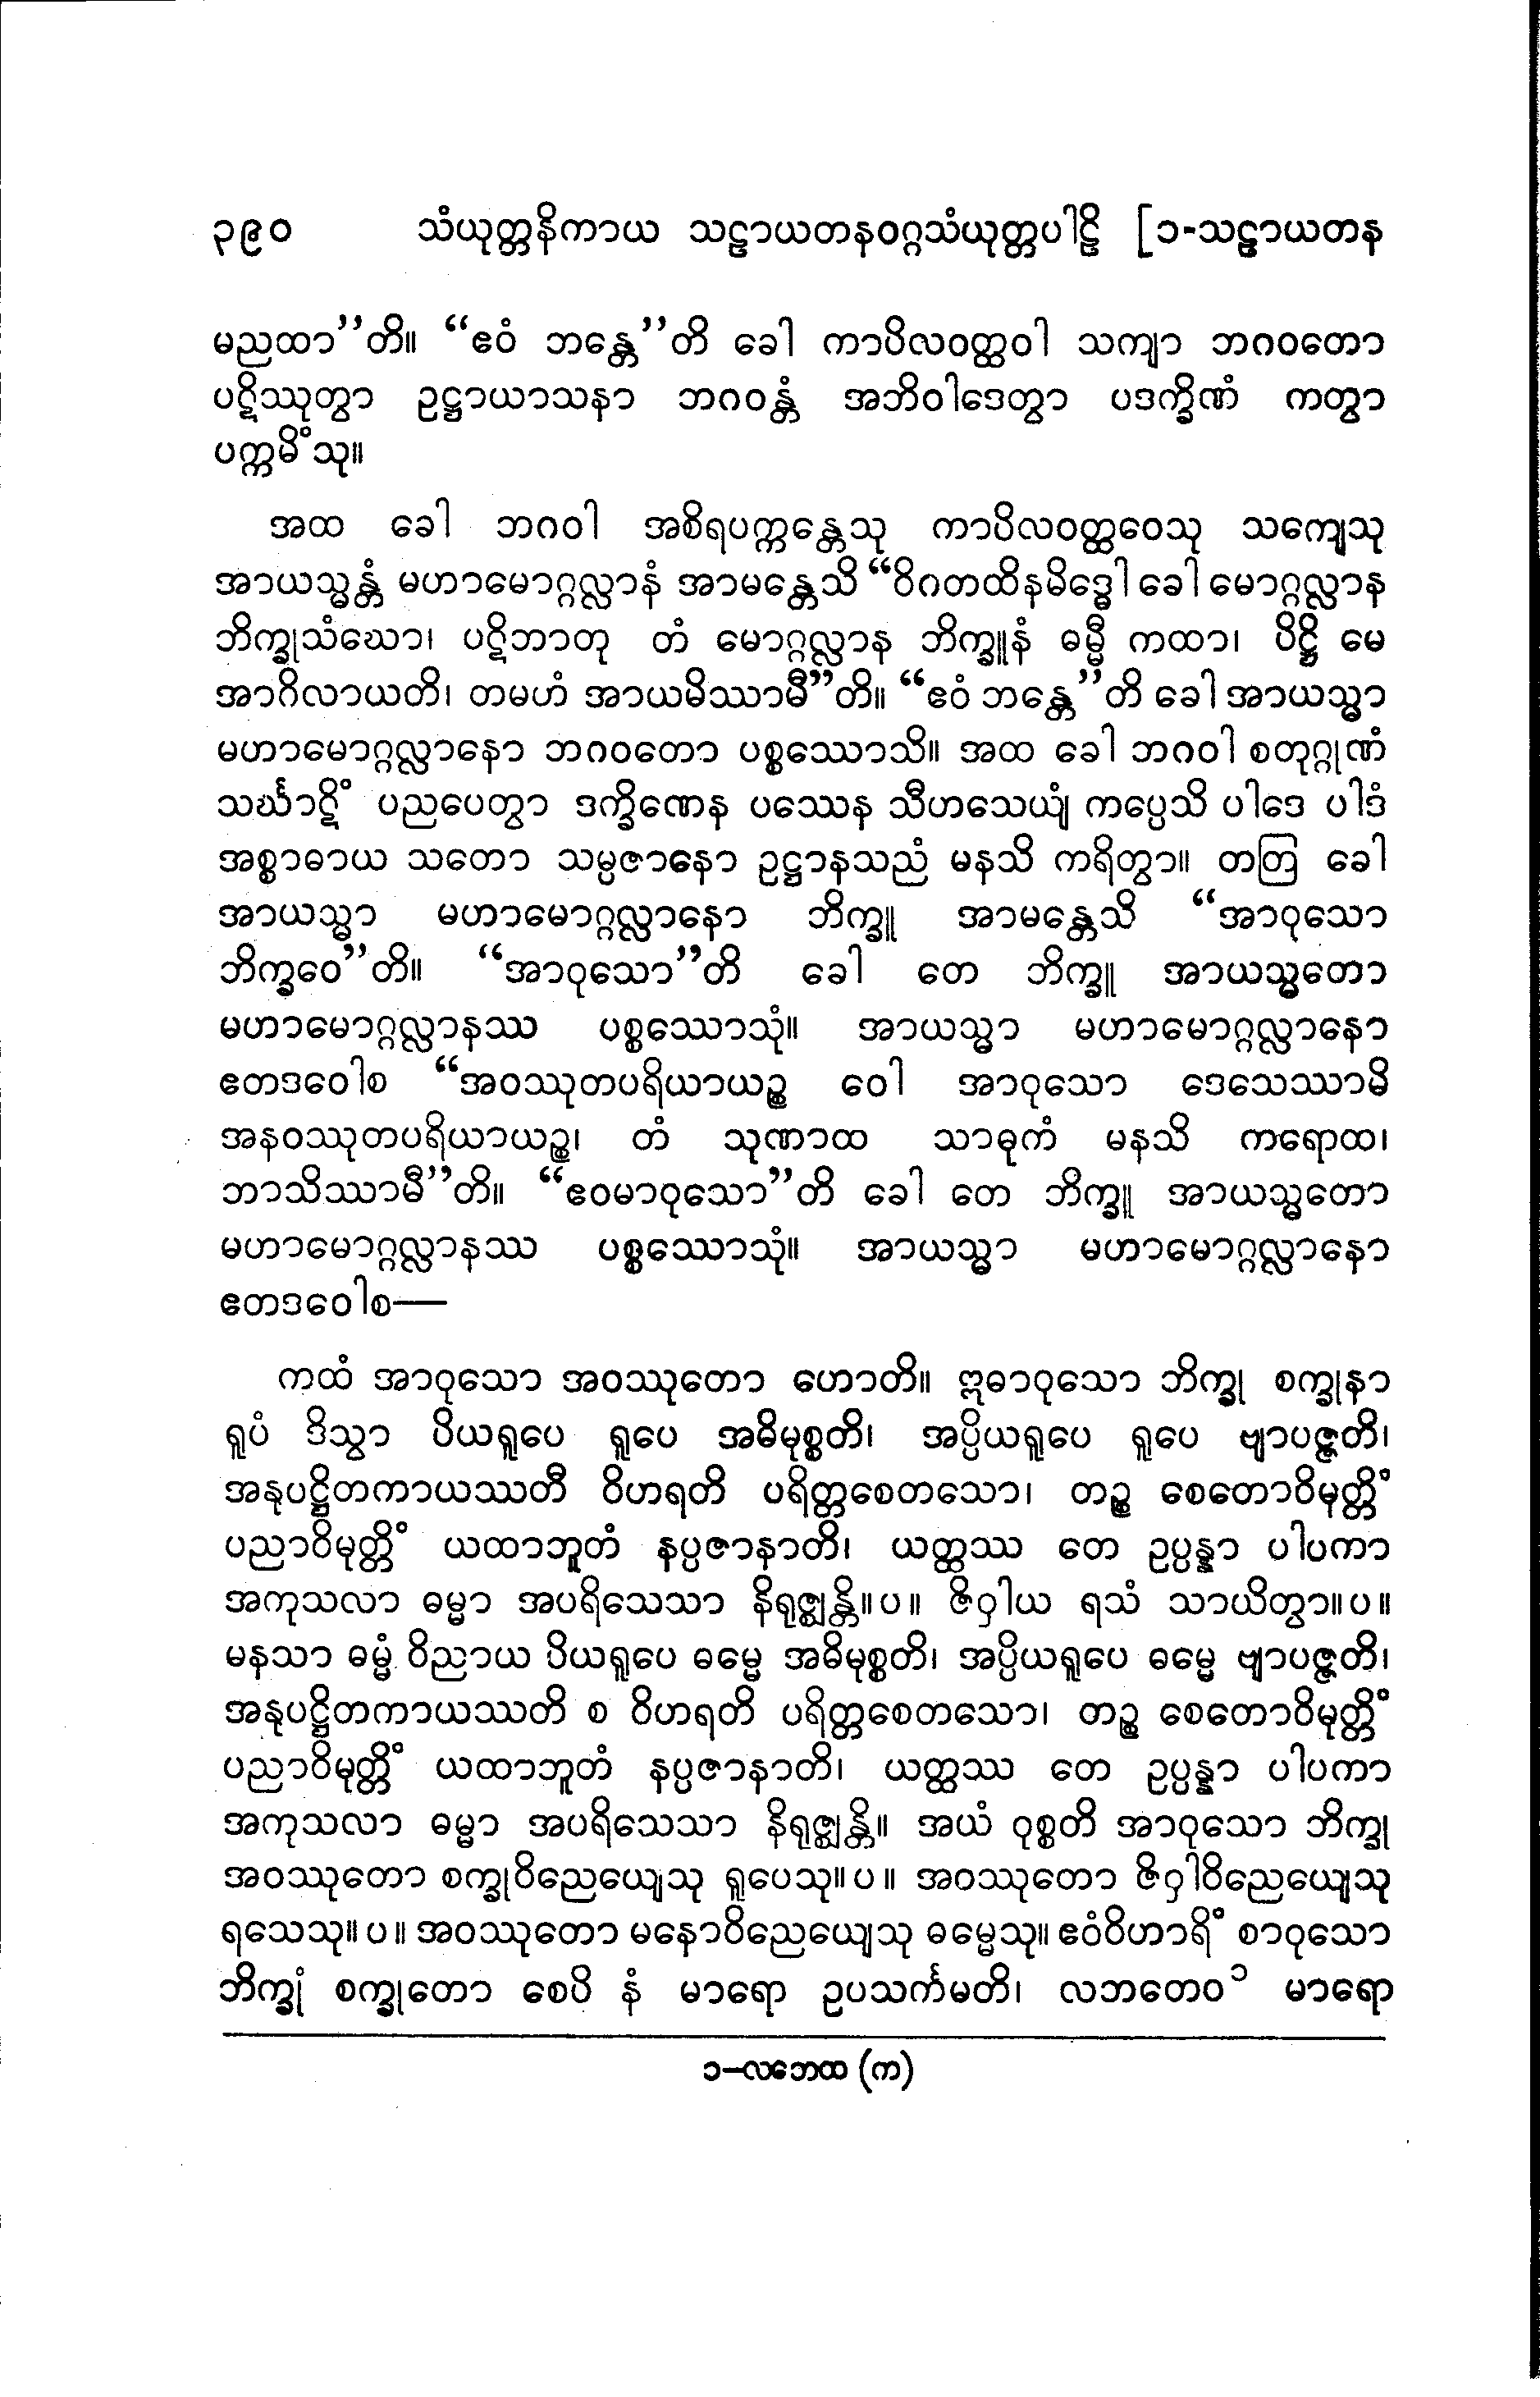 ၃၉၀ သံယုတ္တနိကာယ သဠာယတနဝဂ္ဂသံယုတ္တပါဠိ [၁-သဠာယတန
မညထာ”တိ။ “ဧဝံ ဘန္တေ”တိ ခေါ ကာပိလဝတ္ထဝါ သကျာ ဘဂဝတော
ပဋိဿုတွာ ဥဋ္ဌာယာသနာ ဘဂဝန္တံ အဘိဝါဒေတွာ ပဒက္ခိဏံ ကတွာ
ပက္ကမိံသု။
အထ ခေါ ဘဂဝါ အစိရပက္ကန္တေသု ကာပိလဝတ္ထဝေသု သကျေသု
အာယသ္မန္တံ မဟာမောဂ္ဂလ္လာနံ အာမန္တေသိ “ဝိဂတထိနမိဒ္ဓေါ ခေါ မောဂ္ဂလ္လာန
ဘိက္ခုသံဃော၊ ပဋိဘာတု တံ မောဂ္ဂလ္လာန ဘိက္ခူနံ ဓမ္မီ ကထာ၊ ပိဋ္ဌိ မေ
အာဂိလာယတိ၊ တမဟံ အာယမိဿာမီ”တိ။ “ဧဝံ ဘန္တေ”တိ ခေါ အာယသ္မာ
မဟာမောဂ္ဂလ္လာနော ဘဂဝတော ပစ္စဿောသိ။ အထ ခေါ ဘဂဝါ စတုဂ္ဂုဏံ
သင်္ဃာဋိံ ပညပေတွာ ဒက္ခိဏေန ပဿေန သီဟသေယျံ ကပ္ပေသိ ပါဒေ ပါဒံ
အစ္စာဓာယ သတော သမ္ပဇာနော ဥဋ္ဌာနသညံ မနသိ ကရိတွာ။ တတြ ခေါ
အာယသ္မာ မဟာမောဂ္ဂလ္လာနော ဘိက္ခူ အာမန္တေသိ “အာဝုသော
ဘိက္ခဝေ”တိ။ “အာဝုသော”တိ ခေါ တေ ဘိက္ခူ အာယသ္မတော
မဟာမောဂ္ဂလ္လာနဿ ပစ္စဿောသုံ။ အာယသ္မာ မဟာမောဂ္ဂလ္လာနော
ဧတဒဝေါစ “အဝဿုတပရိယာယဉ္စ ဝေါ အာဝုသော ဒေသေဿာမိ
အနဝဿုတပရိယာယဉ္စ၊ တံ သုဏာထ သာဓုကံ မနသိ ကရောထ၊
ဘာသိဿာမီ”တိ။ “ဧဝမာဝုသော”တိ ခေါ တေ ဘိက္ခူ အာယသ္မတော
မဟာမောဂ္ဂလ္လာနဿ ပစ္စဿောသုံ။ အာယသ္မာ မဟာမောဂ္ဂလ္လာနော
ဧတဒဝေါစ—
ကထံ အာဝုသော အဝဿုတော ဟောတိ။ ဣဓာဝုသော ဘိက္ခု စက္ခုနာ
ရူပံ ဒိသွာ ပိယရူပေ ရူပေ အဓိမုစ္စတိ၊ အပ္ပိယရူပေ ရူပေ ဗျာပဇ္ဇတိ၊
အနုပဋ္ဌိတကာယဿတီ ဝိဟရတိ ပရိတ္တစေတသော၊ တဉ္စ စေတောဝိမုတ္တိံ
ပညာဝိမုတ္တိံ ယထာဘူတံ နပ္ပဇာနာတိ၊ ယတ္ထဿ တေ ဥပ္ပန္နာ ပါပကာ
အကုသလာ ဓမ္မာ အပရိသေသာ နိရုဇ္ဈန္တိ။ပ။ ဇိဝှါယ ရသံ သာယိတွာ။ပ။
မနသာ ဓမ္မံ ဝိညာယ ပိယရူပေ ဓမ္မေ အဓိမုစ္စတိ၊ အပ္ပိယရူပေ ဓမ္မေ ဗျာပဇ္ဇတိ၊
အနုပဋ္ဌိတကာယဿတိ စ ဝိဟရတိ ပရိတ္တစေတသော၊ တဉ္စ စေတောဝိမုတ္တိံ
ပညာဝိမုတ္တိံ ယထာဘူတံ နပ္ပဇာနာတိ၊ ယတ္ထဿ တေ ဥပ္ပန္နာ ပါပကာ
အကုသလာ ဓမ္မာ အပရိသေသာ နိရုဇ္ဈန္တိ။ အယံ ဝုစ္စတိ အာဝုသော ဘိက္ခု
အဝဿုတော စက္ခုဝိညေယျေသု ရူပေသု။ပ။ အဝဿုတော ဇိဝှါဝိညေယျေသု
ရသေသု။ပ။ အဝဿုတော မနောဝိညေယျေသု ဓမ္မေသု။ ဧဝံဝိဟာရိံ စာဝုသော
ဘိက္ခုံ စက္ခုတော စေပိ နံ မာရော ဥပသင်္ကမတိ၊ လဘတေဝ ၁ မာရော
၁-လဘေထ (က)